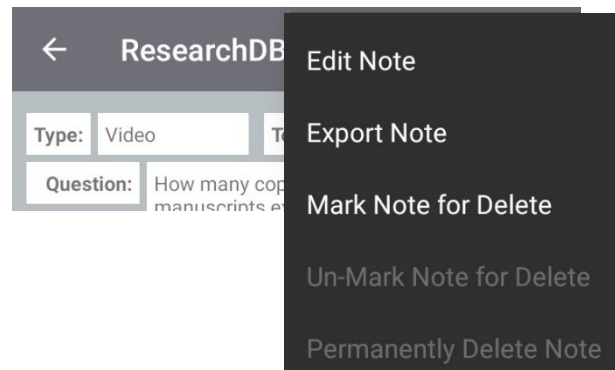 ResearchDB
Type: Video
Question: How many
manuscripts
Edit Note
Export Note
Mark Note for Delete
Un-Mark Note for Delete
Permanently Delete Note